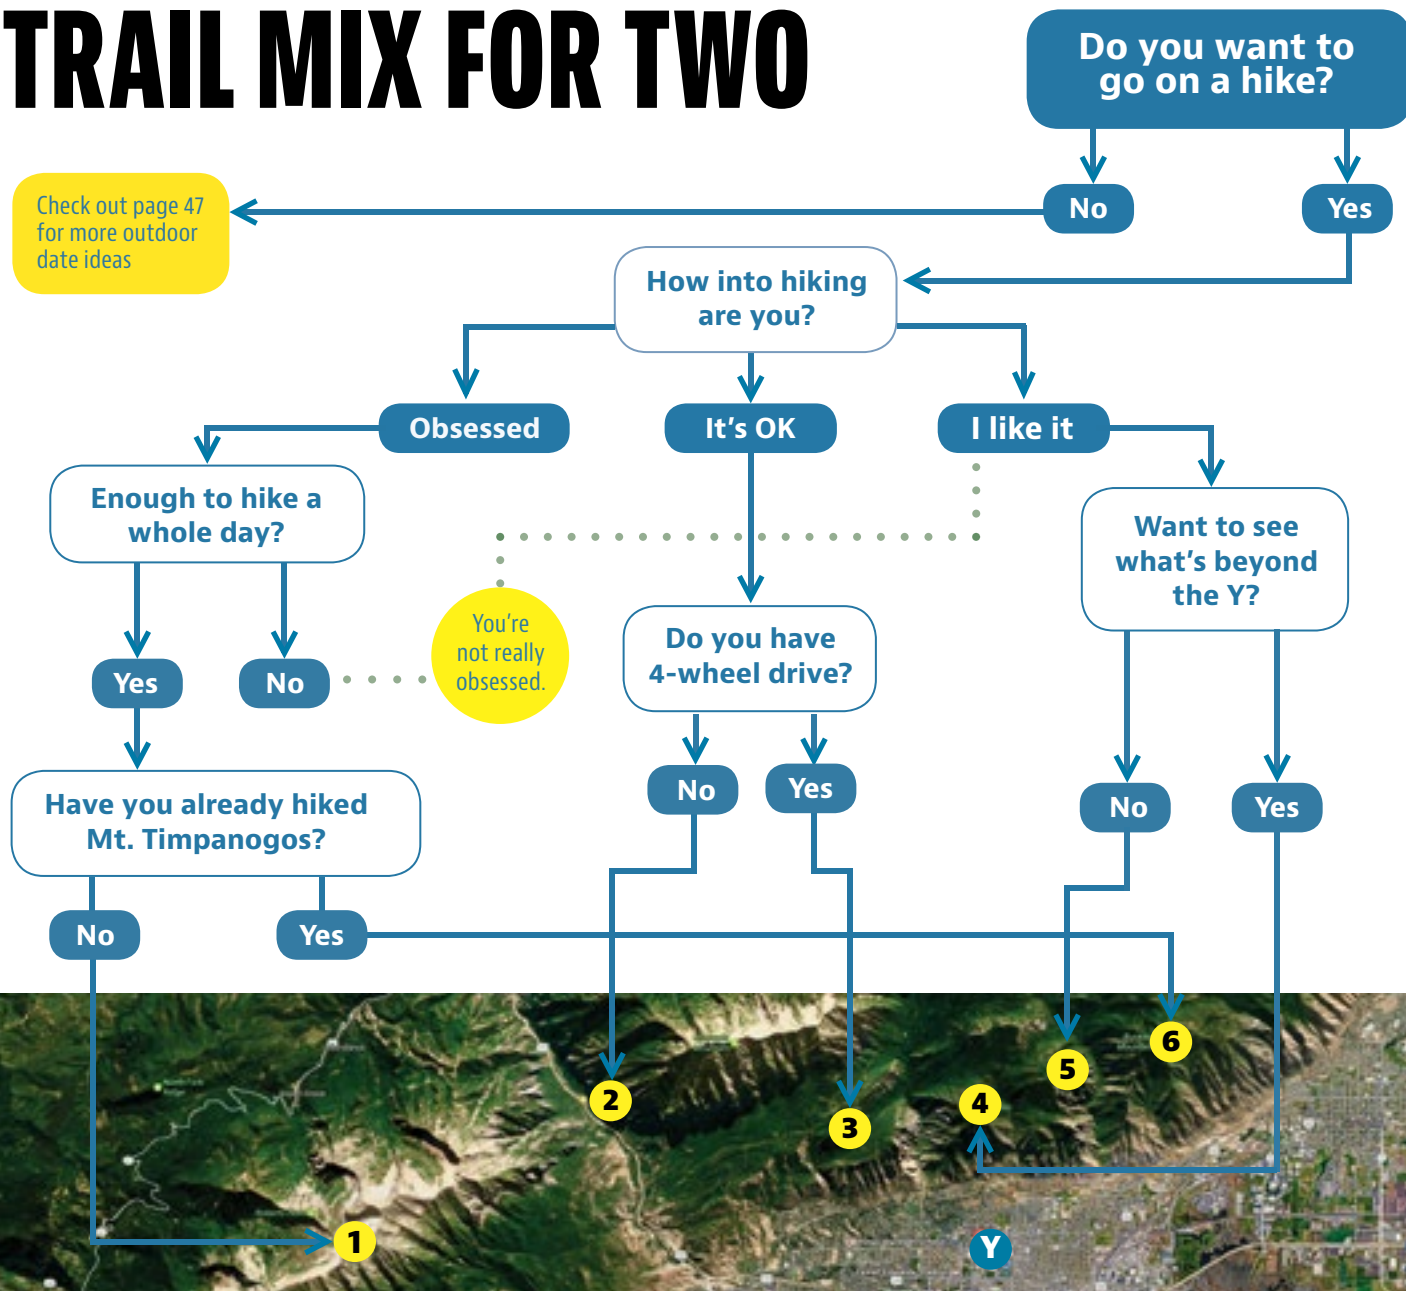 TRAIL MIX FOR TWO
Do you want to
go on a hike?
No
Yes
Check out page 47
for more outdoor
date ideas
How into hiking
are you?
Obsessed
It's OK
I like it
Enough to hike a
whole day?
Want to see
what's beyond
the Y?
You're
not really
obsessed.
Do you have
4-wheel drive?
Yes
No
No
Yes
No
Yes
Have you already hiked
Mt. Timpanogos?
No
Yes
1
2
3
4
5
6
Y